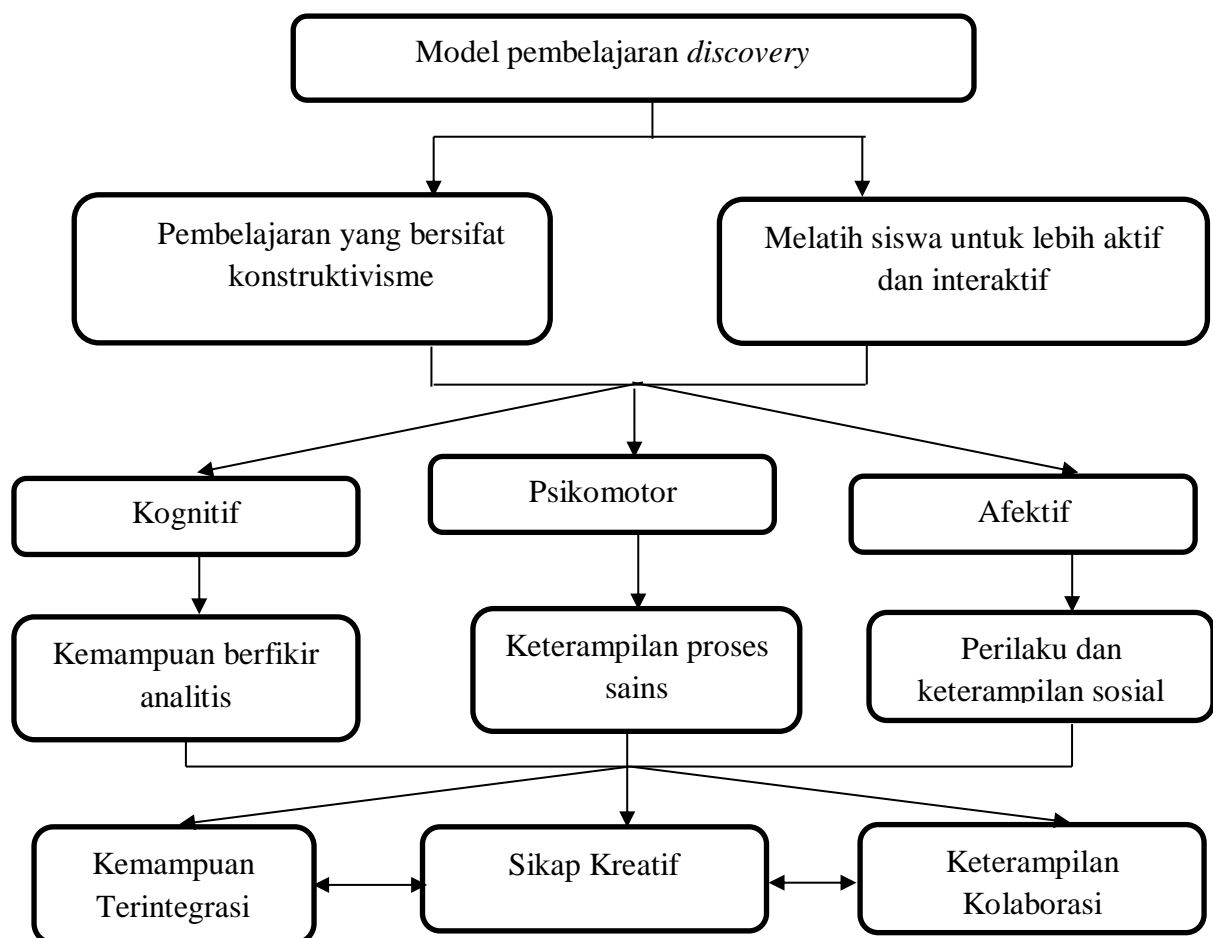 Model pembelajaran discovery
Pembelajaran yang bersifat
konstruktivisme
Melatih siswa untuk lebih aktif
dan interaktif
Kognitif
Psikomotor
Afektif
Kemampuan berfikir
analitis
Keterampilan proses
sains
Perilaku dan
keterampilan sosial
Kemampuan
Terintegrasi
Sikap Kreatif
Keterampilan
Kolaborasi